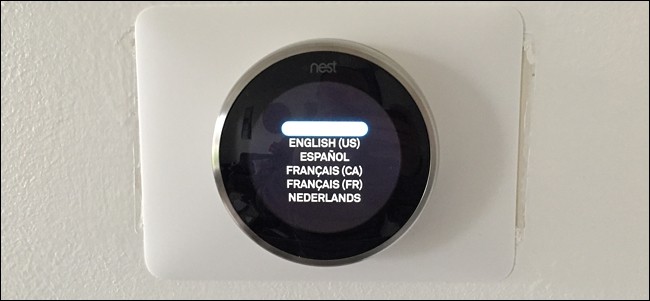 nest
ENGLISH (US)
ESPAÑOL
FRANÇAIS (CA)
FRANÇAIS (FR)
NEDERLANDS